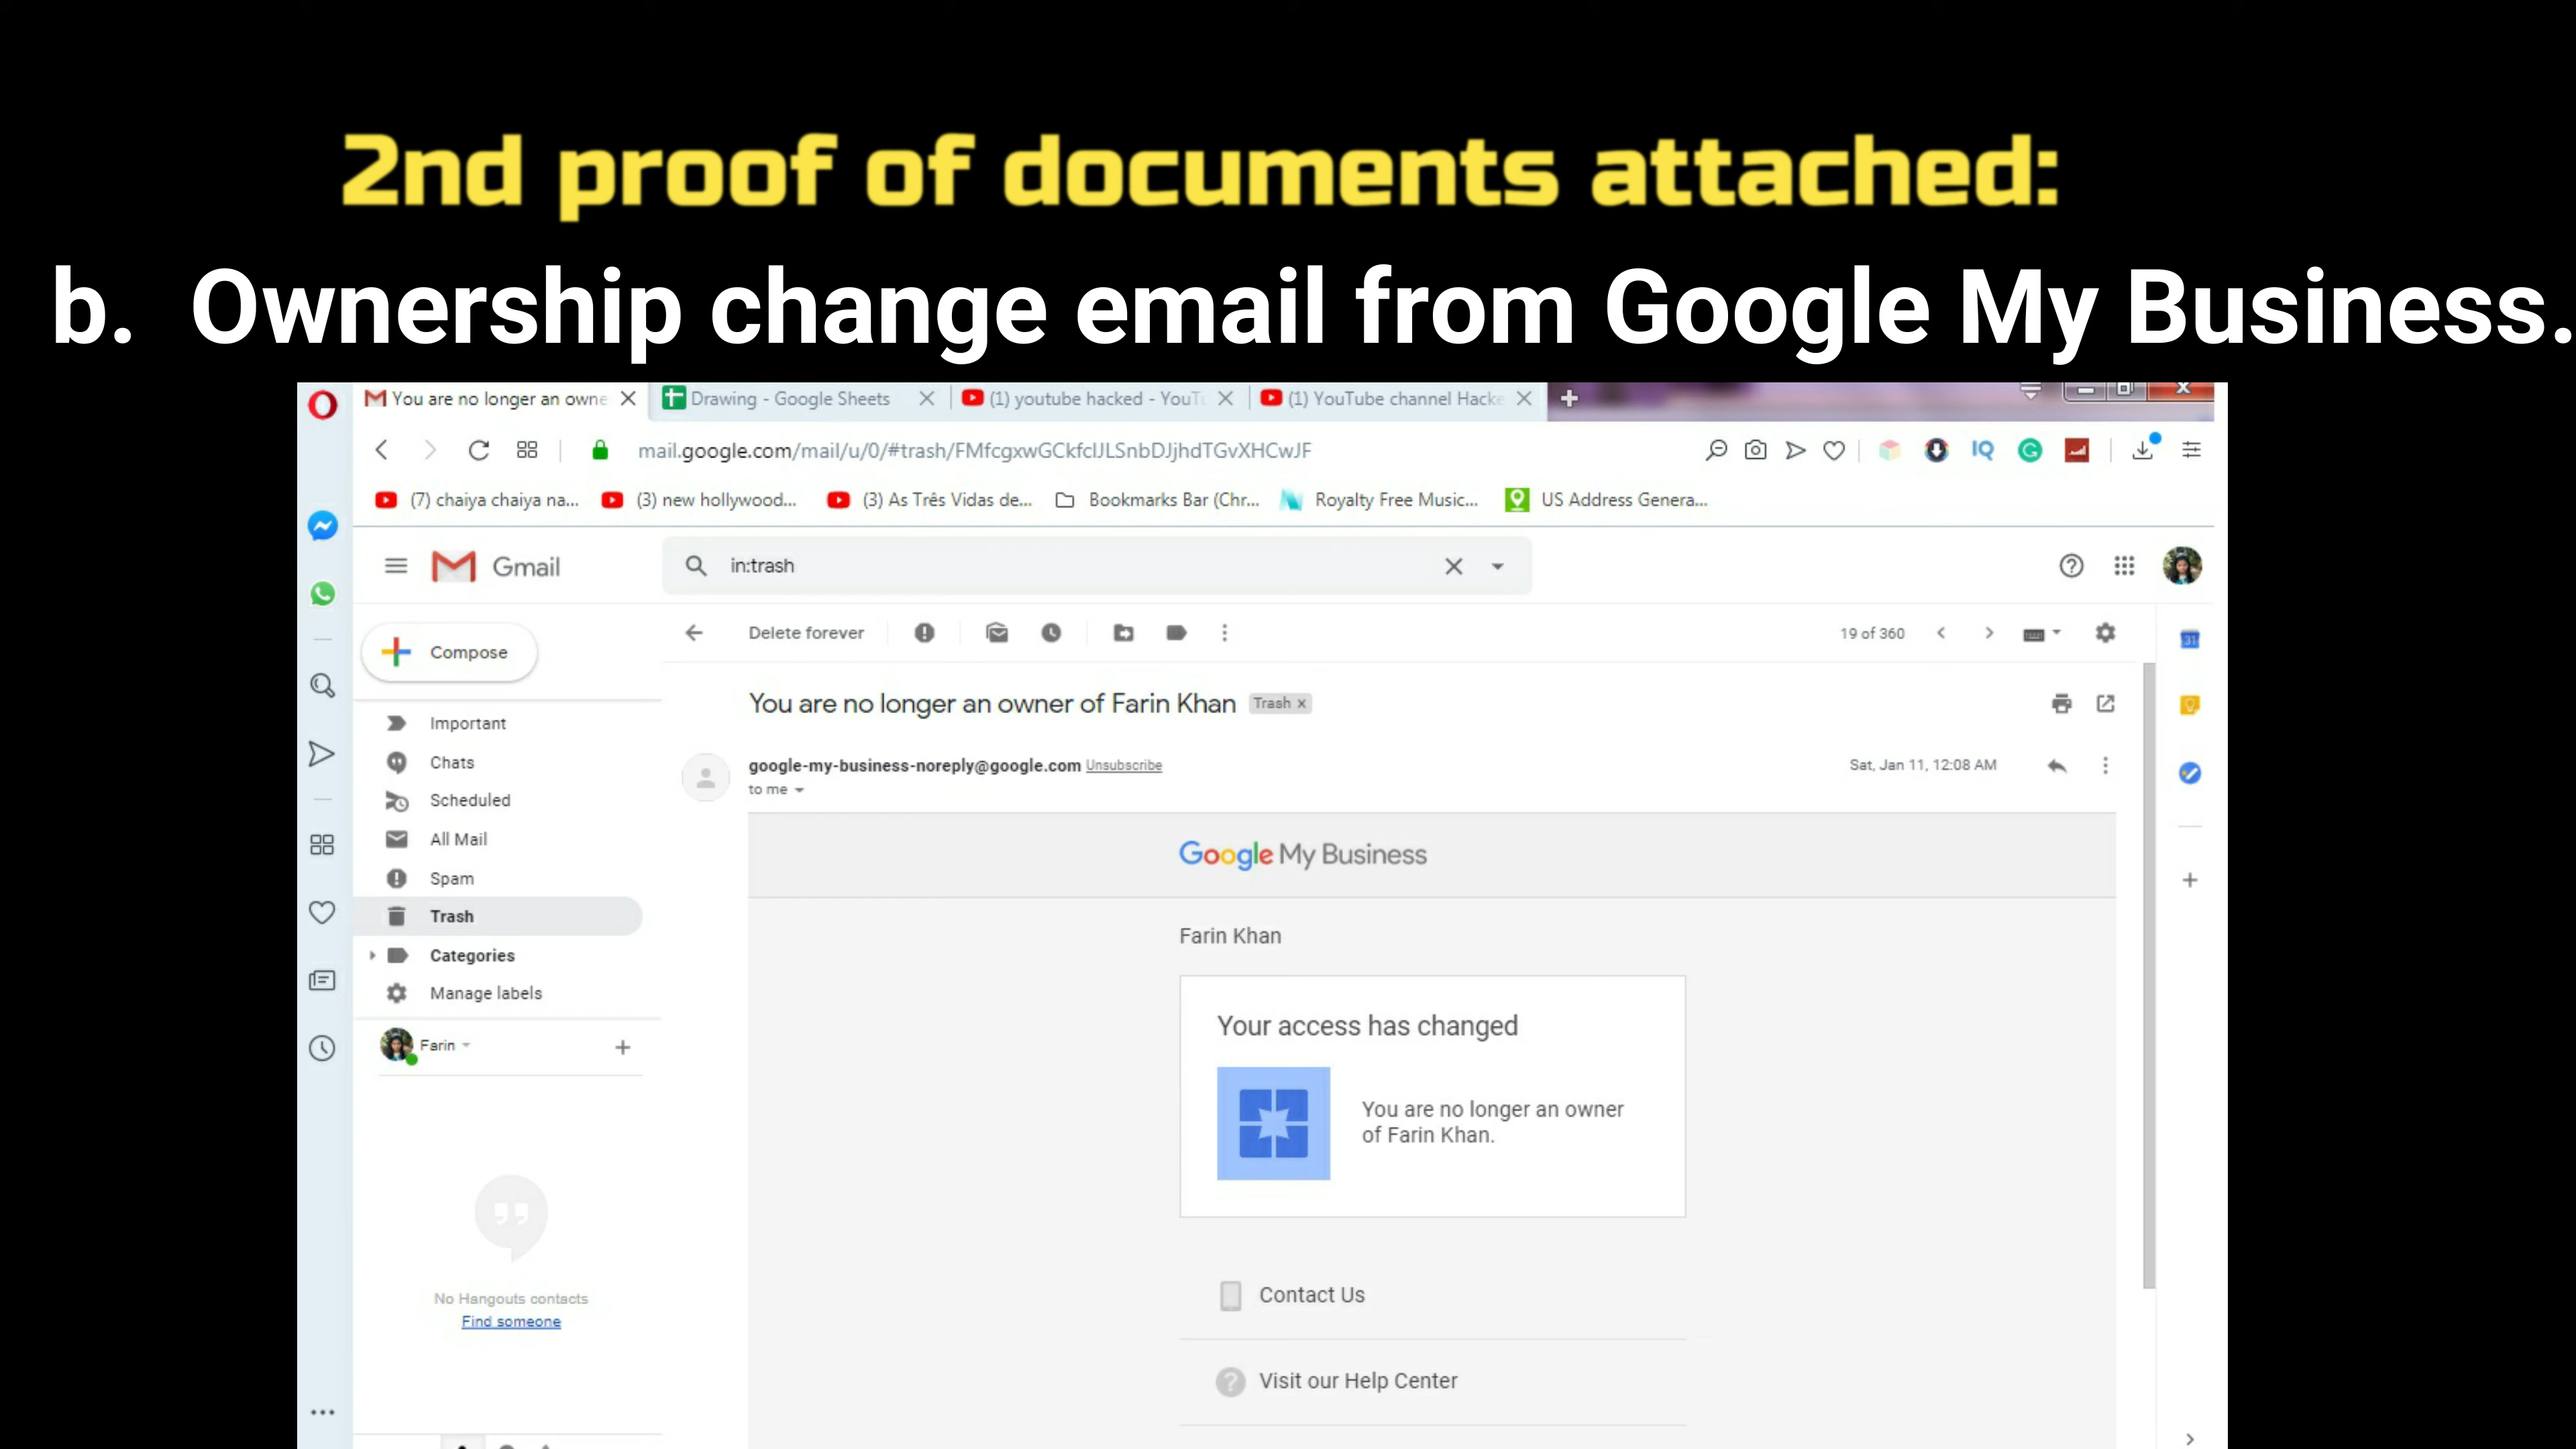 2nd proof of documents attached:
b. Ownership change email from Google My Business.
You are no longer an owne
Drawing - Google Sheets
(1) youtube hacked - YouTu
(1) YouTube channel Hacke
mail.google.com/mail/u/0/#trash/FMfcgxwGCkfclJLSnbDJjhdTGvXHCwJF
(7) chaiya chaiya na...
(3) new hollywood...
(3) As Três Vidas de...
Bookmarks Bar (Chr...
Royalty Free Music...
US Address Genera...
Gmail
in:trash
Compose
Delete forever
19 of 360
Important
Chats
Scheduled
All Mail
Spam
Trash
Categories
Manage labels
Farin
No Hangouts contacts
Find someone
You are no longer an owner of Farin Khan
Trash x
google-my-business-noreply@google.com Unsubscribe
Sat, Jan 11, 12:08 AM
to me
Google My Business
Farin Khan
Your access has changed
You are no longer an owner
of Farin Khan.
Contact Us
Visit our Help Center
IQ
31